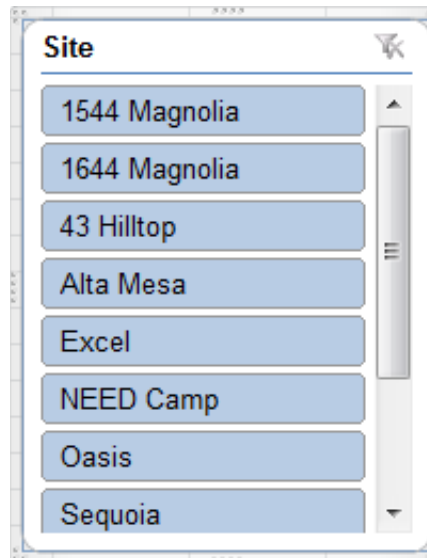 Site
1544 Magnolia
1644 Magnolia
43 Hilltop
Alta Mesa
Excel
NEED Camp
Oasis
Sequoia